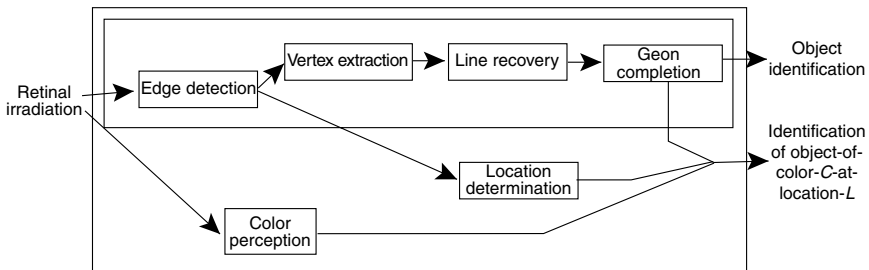 Retinal
irradiation
Edge detection
Vertex extraction
Line recovery
Geon
completion
Object
identification
Location
determination
Color
perception
Identification
of object-of-
color-C-at-
location-L